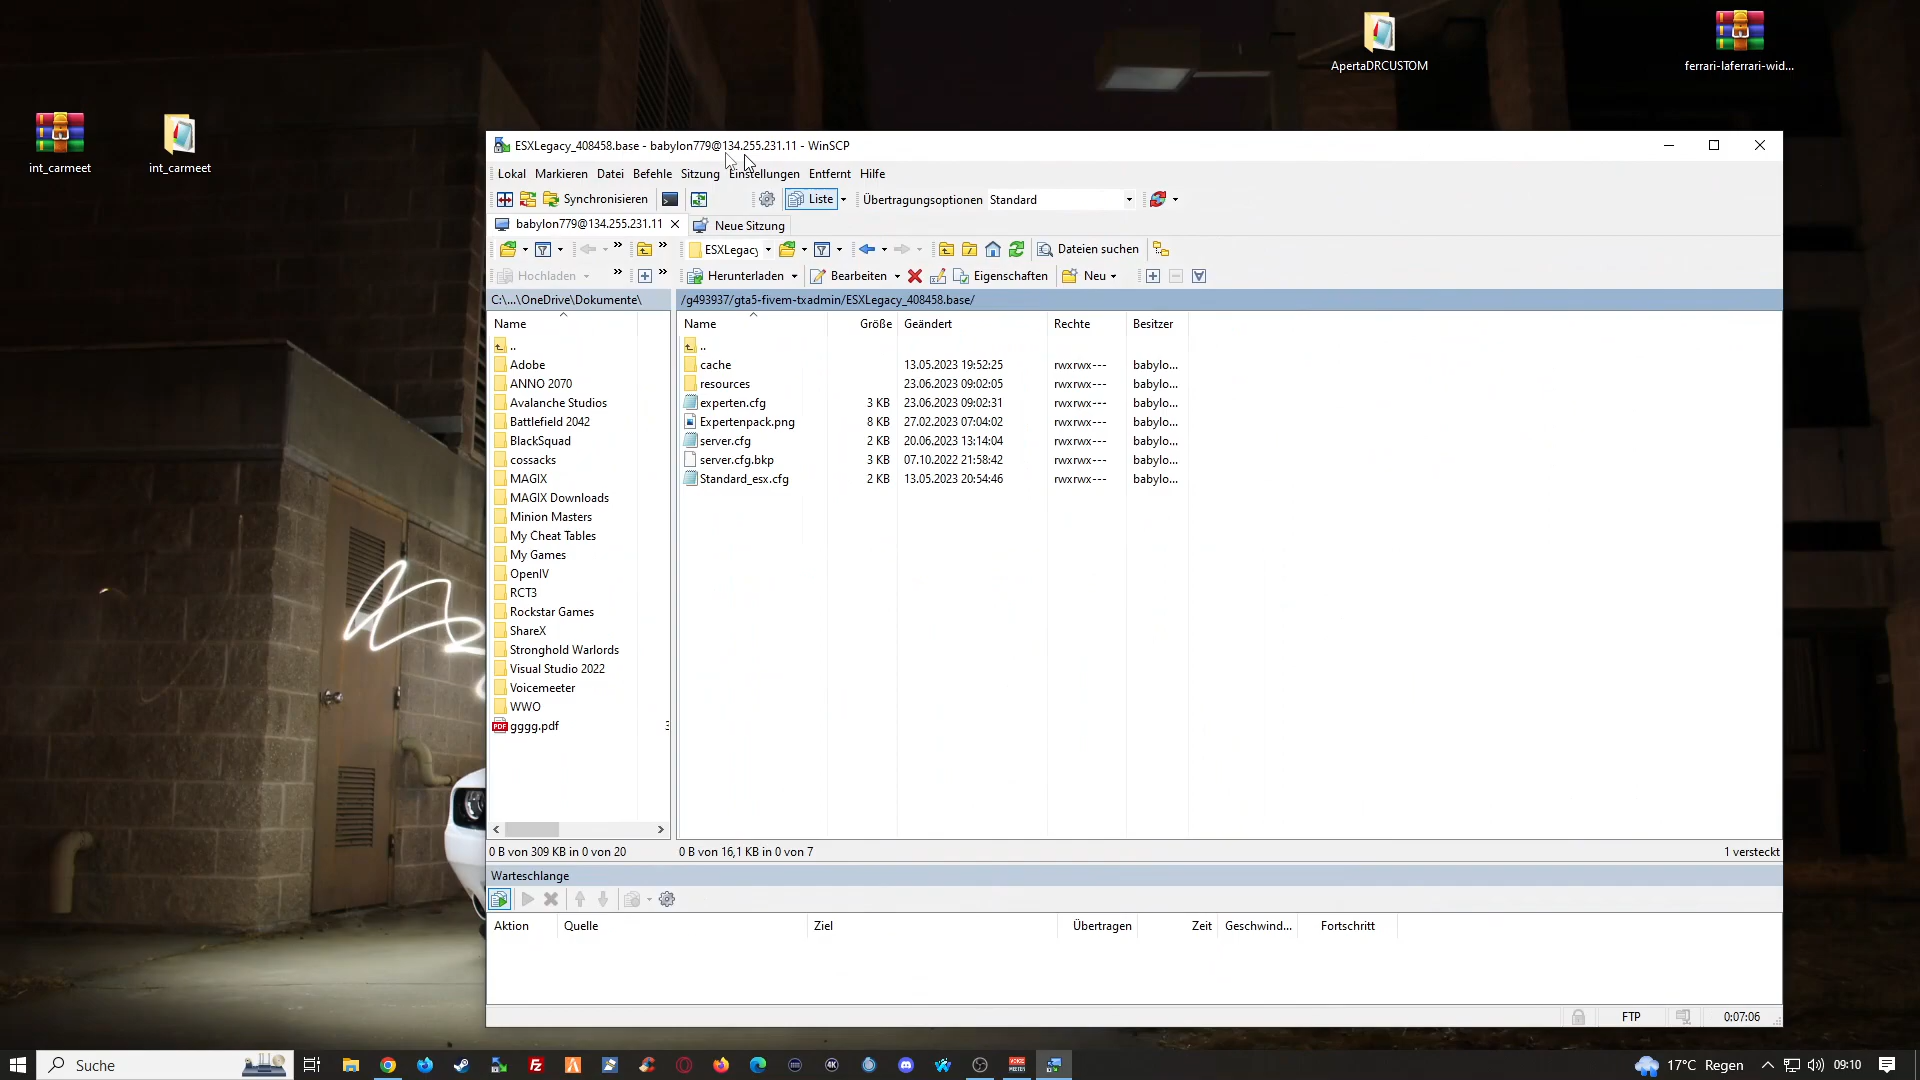 ApertaDRCUSTOM
ferrari-laferrari-wid...
int_carmeet
int_carmeet
ESXLegacy_408458.base - babylon779@134.255.231.11 - WinSCP
Lokal Markieren Datei Befehle Sitzung Einstellungen Entfernt Hilfe
Synchronisieren Liste Übertragungsoptionen Standard
babylon779@134.255.231.11 Neue Sitzung
ESXLegacy Dateien suchen
Hochladen Herunterladen Bearbeiten Eigenschaften Neu
C:\...\OneDrive\Dokumente\ /g493937/gta5-fivem-txadmin/ESXLegacy_408458.base/
Name
..
Adobe
ANNO 2070
Avalanche Studios
Battlefield 2042
BlackSquad
cossacks
MAGIX
MAGIX Downloads
Minion Masters
My Cheat Tables
My Games
OpenIV
RCT3
Rockstar Games
ShareX
Stronghold Warlords
Visual Studio 2022
Voicemeeter
WWO
gggg.pdf 3
Name Größe Geändert Rechte Besitzer
..
cache 13.05.2023 19:52:25 rwxrwx--- babylo...
resources 23.06.2023 09:02:05 rwxrwx--- babylo...
experten.cfg 3 KB 23.06.2023 09:02:31 rwxrwx--- babylo...
Expertenpack.png 8 KB 27.02.2023 07:04:02 rwxrwx--- babylo...
server.cfg 2 KB 20.06.2023 13:14:04 rwxrwx--- babylo...
server.cfg.bkp 3 KB 07.10.2022 21:58:42 rwxrwx--- babylo...
Standard_esx.cfg 2 KB 13.05.2023 20:54:46 rwxrwx--- babylo...
0 B von 309 KB in 0 von 20 0 B von 16,1 KB in 0 von 7 1 versteckt
Warteschlange
Aktion Quelle Ziel Übertragen Zeit Geschwind... Fortschritt
FTP 0:07:06
Suche 17°C Regen 09:10